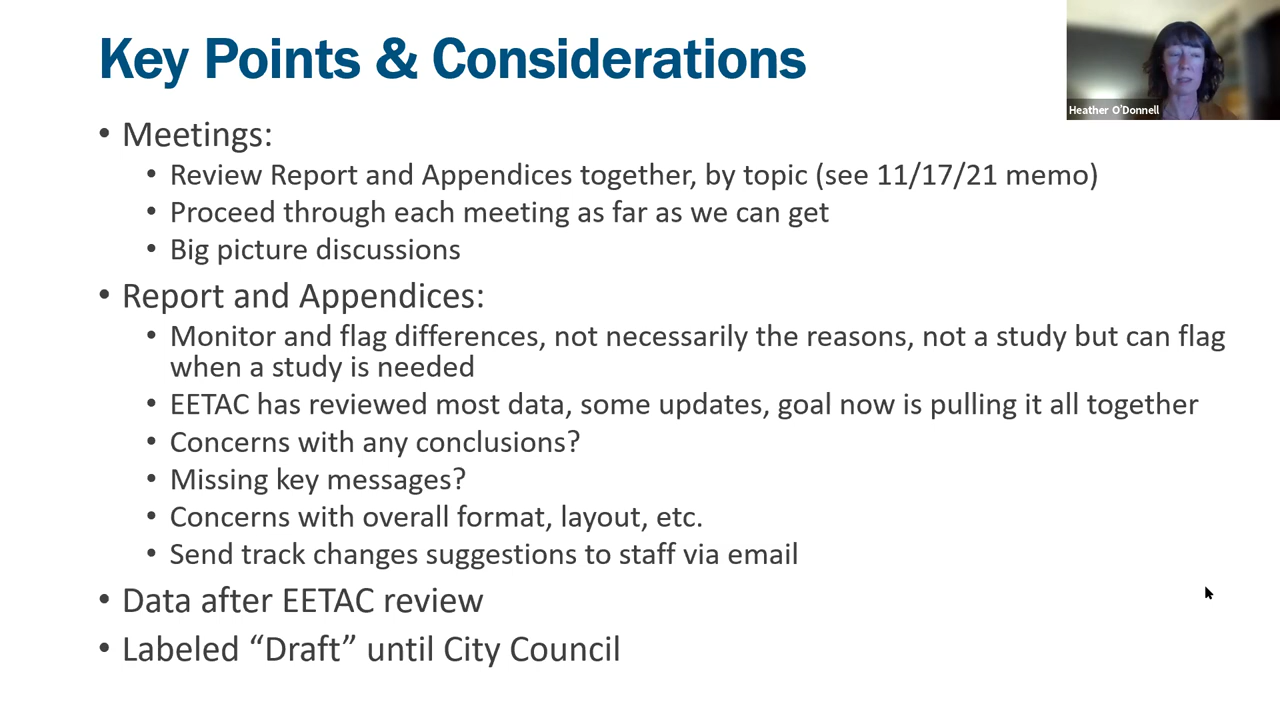 Key Points & Considerations
Heather O'Donnell
• Meetings:
• Review Report and Appendices together, by topic (see 11/17/21 memo)
• Proceed through each meeting as far as we can get
• Big picture discussions
• Report and Appendices:
• Monitor and flag differences, not necessarily the reasons, not a study but can flag
when a study is needed
• EETAC has reviewed most data, some updates, goal now is pulling it all together
• Concerns with any conclusions?
• Missing key messages?
• Concerns with overall format, layout, etc.
• Send track changes suggestions to staff via email
• Data after EETAC review
• Labeled “Draft” until City Council